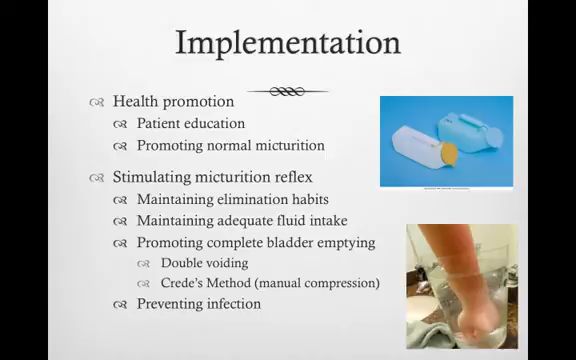 Implementation
Health promotion
Patient education
Promoting normal micturition
Stimulating micturition reflex
Maintaining elimination habits
Maintaining adequate fluid intake
Promoting complete bladder emptying
Double voiding
Crede's Method (manual compression)
Preventing infection